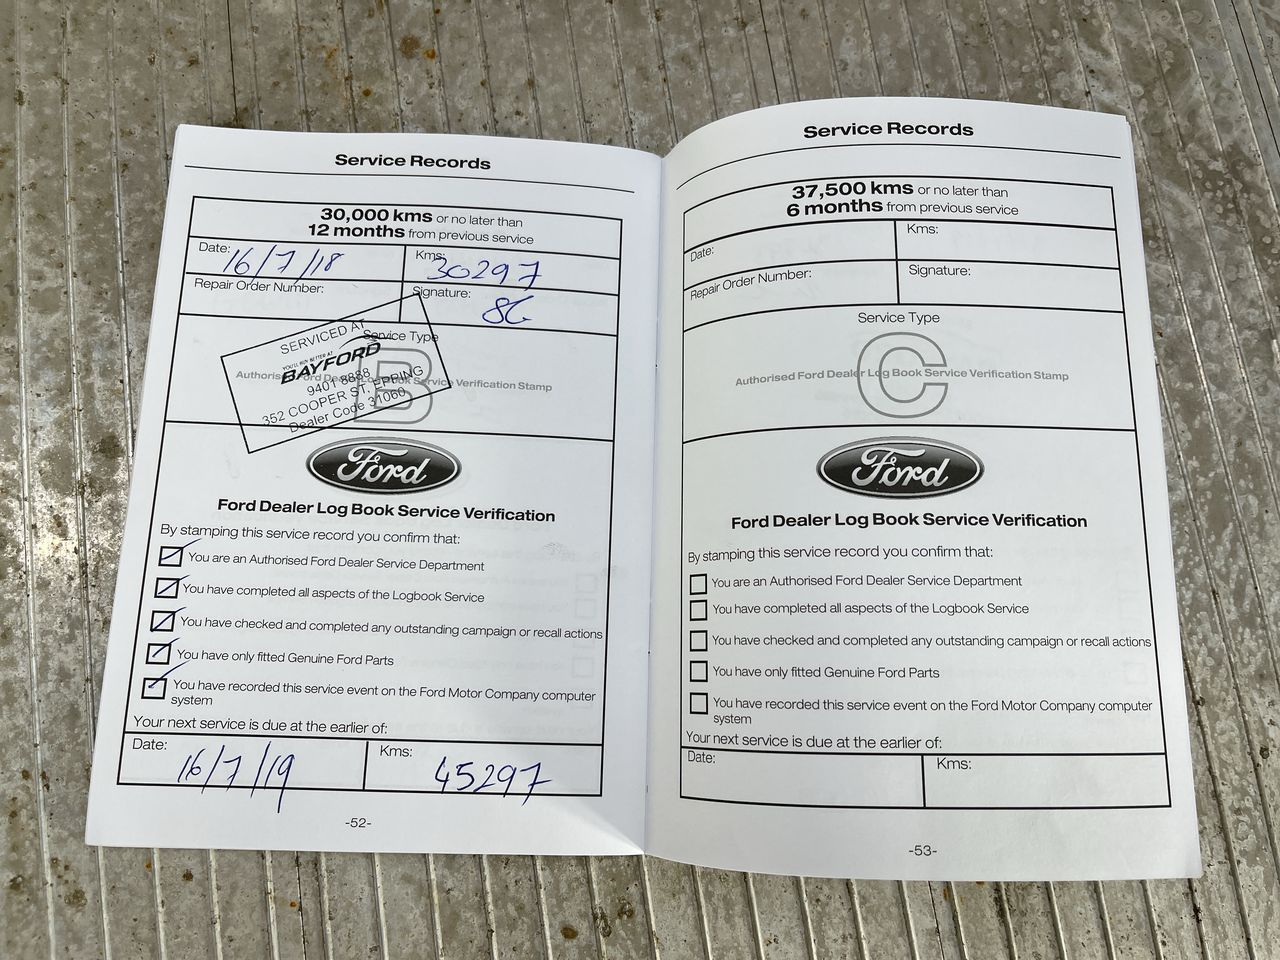 Service Records
30,000 kms or no later than
12 months from previous service
Date: 16/7/18
Kms: 30297
Repair Order Number:
Signature: SG
Service Type
B
Authorised Ford Dealer Log Book Service Verification Stamp
SERVICED AT
YOU'LL BUY BETTER AT
BAYFORD
9401 8888
352 COOPER ST, EPPING
Dealer Code 31060
Ford
Ford Dealer Log Book Service Verification
By stamping this service record you confirm that:
You are an Authorised Ford Dealer Service Department
You have completed all aspects of the Logbook Service
You have checked and completed any outstanding campaign or recall actions
You have only fitted Genuine Ford Parts
You have recorded this service event on the Ford Motor Company computer
system
Your next service is due at the earlier of:
Date: 16/7/19
Kms: 45297
-52-
Service Records
37,500 kms or no later than
6 months from previous service
Date:
Kms:
Repair Order Number:
Signature:
Service Type
C
Authorised Ford Dealer Log Book Service Verification Stamp
Ford
Ford Dealer Log Book Service Verification
By stamping this service record you confirm that:
You are an Authorised Ford Dealer Service Department
You have completed all aspects of the Logbook Service
You have checked and completed any outstanding campaign or recall actions
You have only fitted Genuine Ford Parts
You have recorded this service event on the Ford Motor Company computer
system
Your next service is due at the earlier of:
Date:
Kms:
-53-